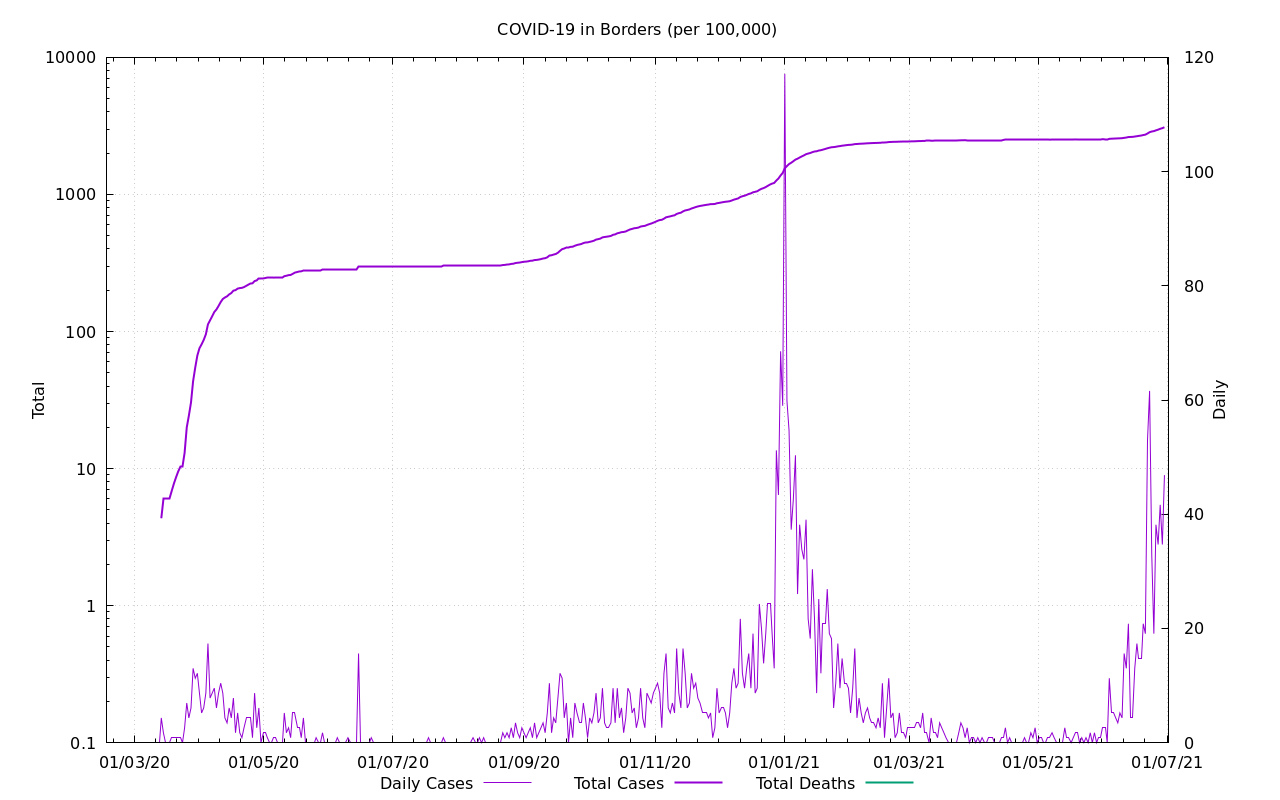 COVID-19 in Borders (per 100,000)
10000
1000
100
10
1
0.1
Total
120
100
80
60
40
20
0
Daily
01/03/20 01/05/20 01/07/20 01/09/20 01/11/20 01/01/21 01/03/21 01/05/21 01/07/21
Daily Cases Total Cases Total Deaths